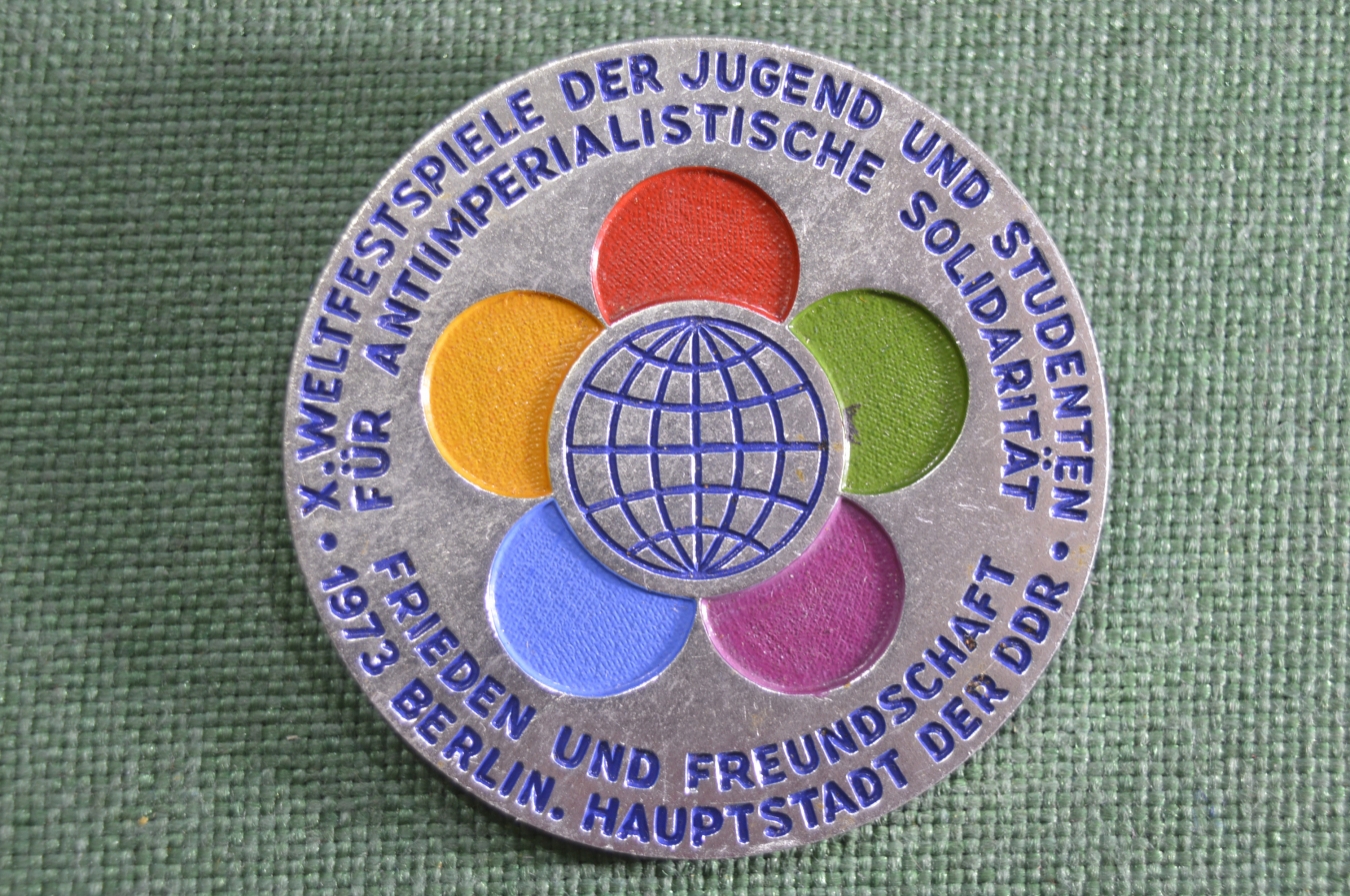 X. WELTFESTSPIELE DER JUGEND UND STUDENTEN
FÜR ANTIIMPERIALISTISCHE SOLIDARITÄT
FRIEDEN UND FREUNDSCHAFT
• 1973 BERLIN. HAUPTSTADT DER DDR •